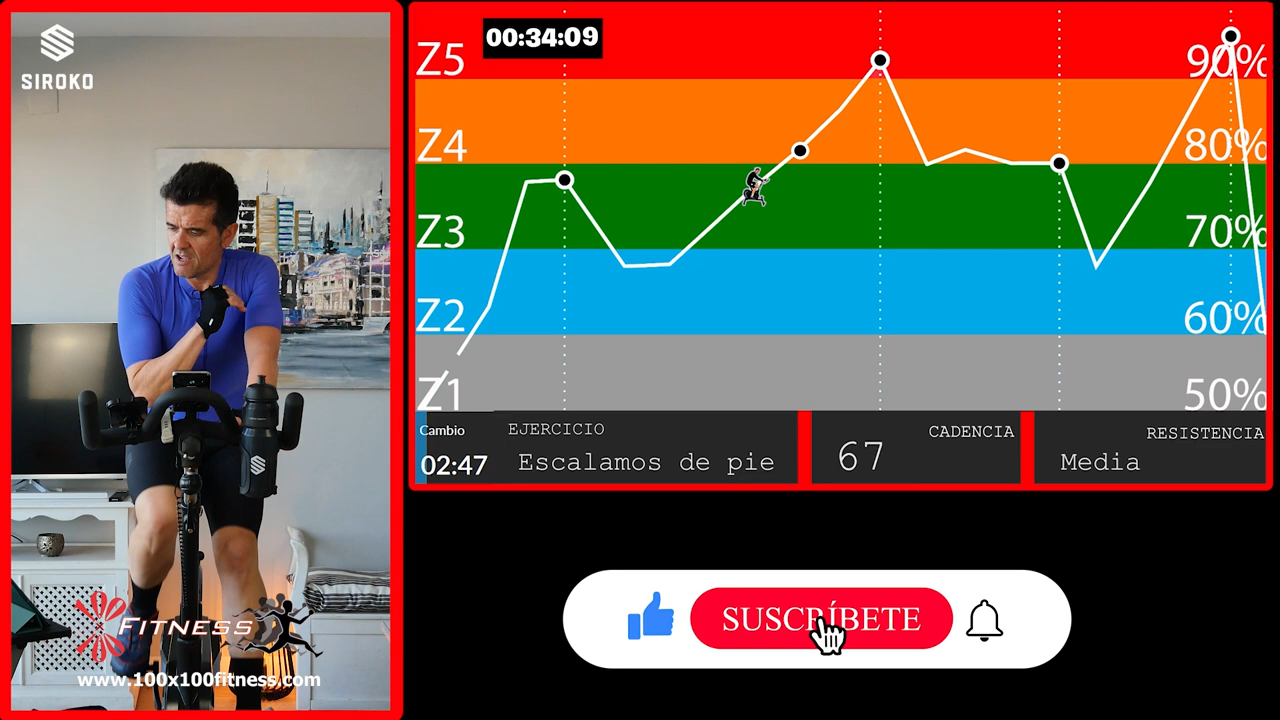 SIROKO
FITNESS
www.100x100fitness.com
00:34:09
Z5
90%
Z4
80%
Z3
70%
Z2
60%
Z1
50%
Cambio
02:47
EJERCICIO
Escalamos de pie
67
CADENCIA
RESISTENCIA
Media
SUSCRÍBETE